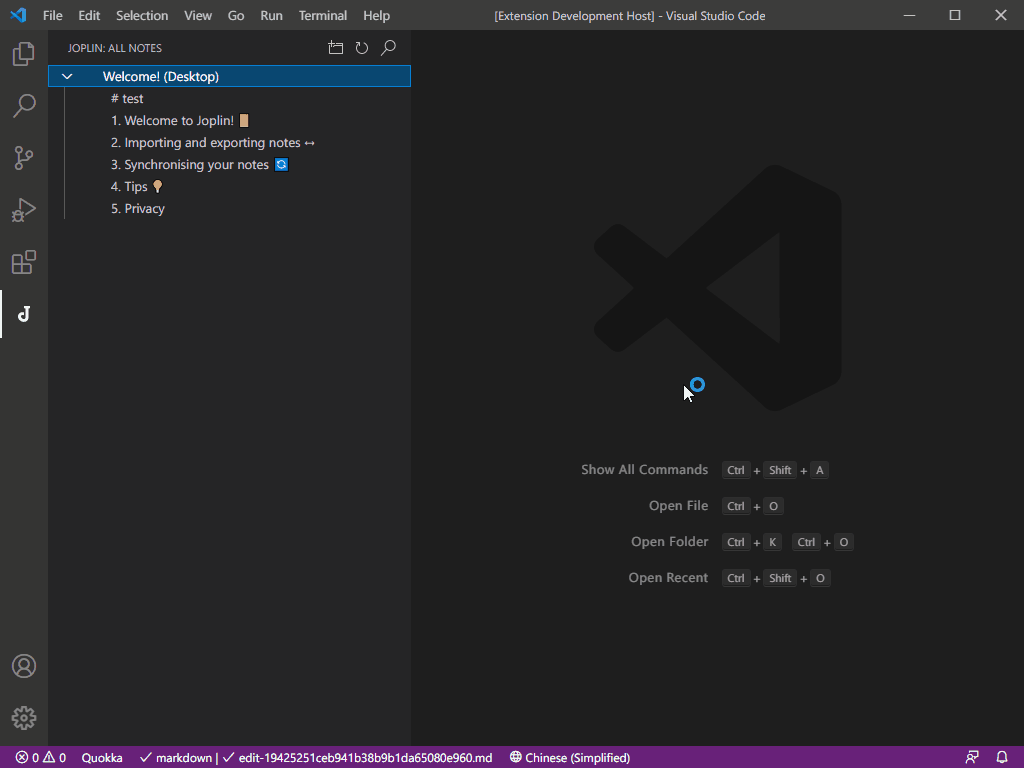 File Edit Selection View Go Run Terminal Help [Extension Development Host] - Visual Studio Code
JOPLIN: ALL NOTES
Welcome! (Desktop)
# test
1. Welcome to Joplin!
2. Importing and exporting notes ↔
3. Synchronising your notes 🔄
4. Tips 💡
5. Privacy
Show All Commands Ctrl + Shift + A
Open File Ctrl + O
Open Folder Ctrl + K Ctrl + O
Open Recent Ctrl + Shift + O
0 0 Quokka ✓ markdown | ✓ edit-19425251ceb941b38b9b1da65080e960.md Chinese (Simplified)